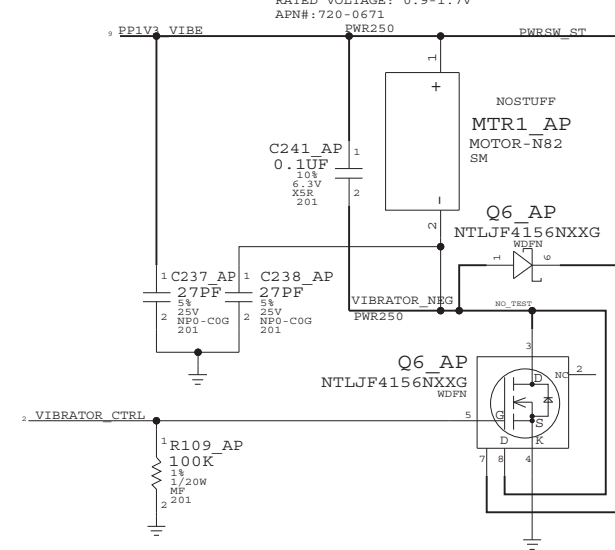 RATED VOLTAGE: 0.9-1.7V
APN#:720-0671
9 PP1V3_VIBE
PWR250
PWRSW_ST
1
+
NOSTUFF
MTR1_AP
MOTOR-N82
SM
C241_AP 1
0.1UF
10%
6.3V
X5R 2
201
-
2
Q6_AP
NTLJF4156NXXG
WDFN
1 6
1 C237_AP 1 C238_AP
27PF 27PF
5% 5%
25V 25V
2 NP0-C0G 2 NP0-C0G
201 201
VIBRATOR_NEG
PWR250
NO_TEST
3
Q6_AP
NTLJF4156NXXG
WDFN
D NC 2
2 VIBRATOR_CTRL
5 G
S
D K
7 8 4
1 R109_AP
100K
1%
1/20W
MF
2 201